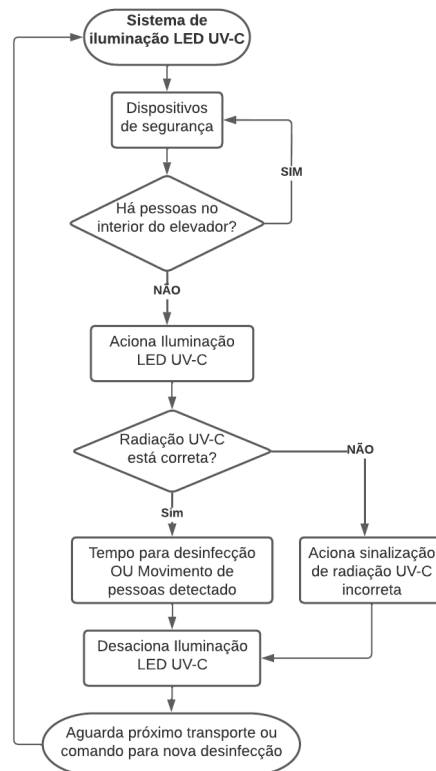 Sistema de
iluminação LED UV-C
Dispositivos
de segurança
SIM
Há pessoas no
interior do elevador?
NÃO
Aciona Iluminação
LED UV-C
Radiação UV-C
está correta?
NÃO
Sim
Tempo para desinfecção
OU Movimento de
pessoas detectado
Aciona sinalização
de radiação UV-C
incorreta
Desaciona Iluminação
LED UV-C
Aguarda próximo transporte ou
comando para nova desinfecção